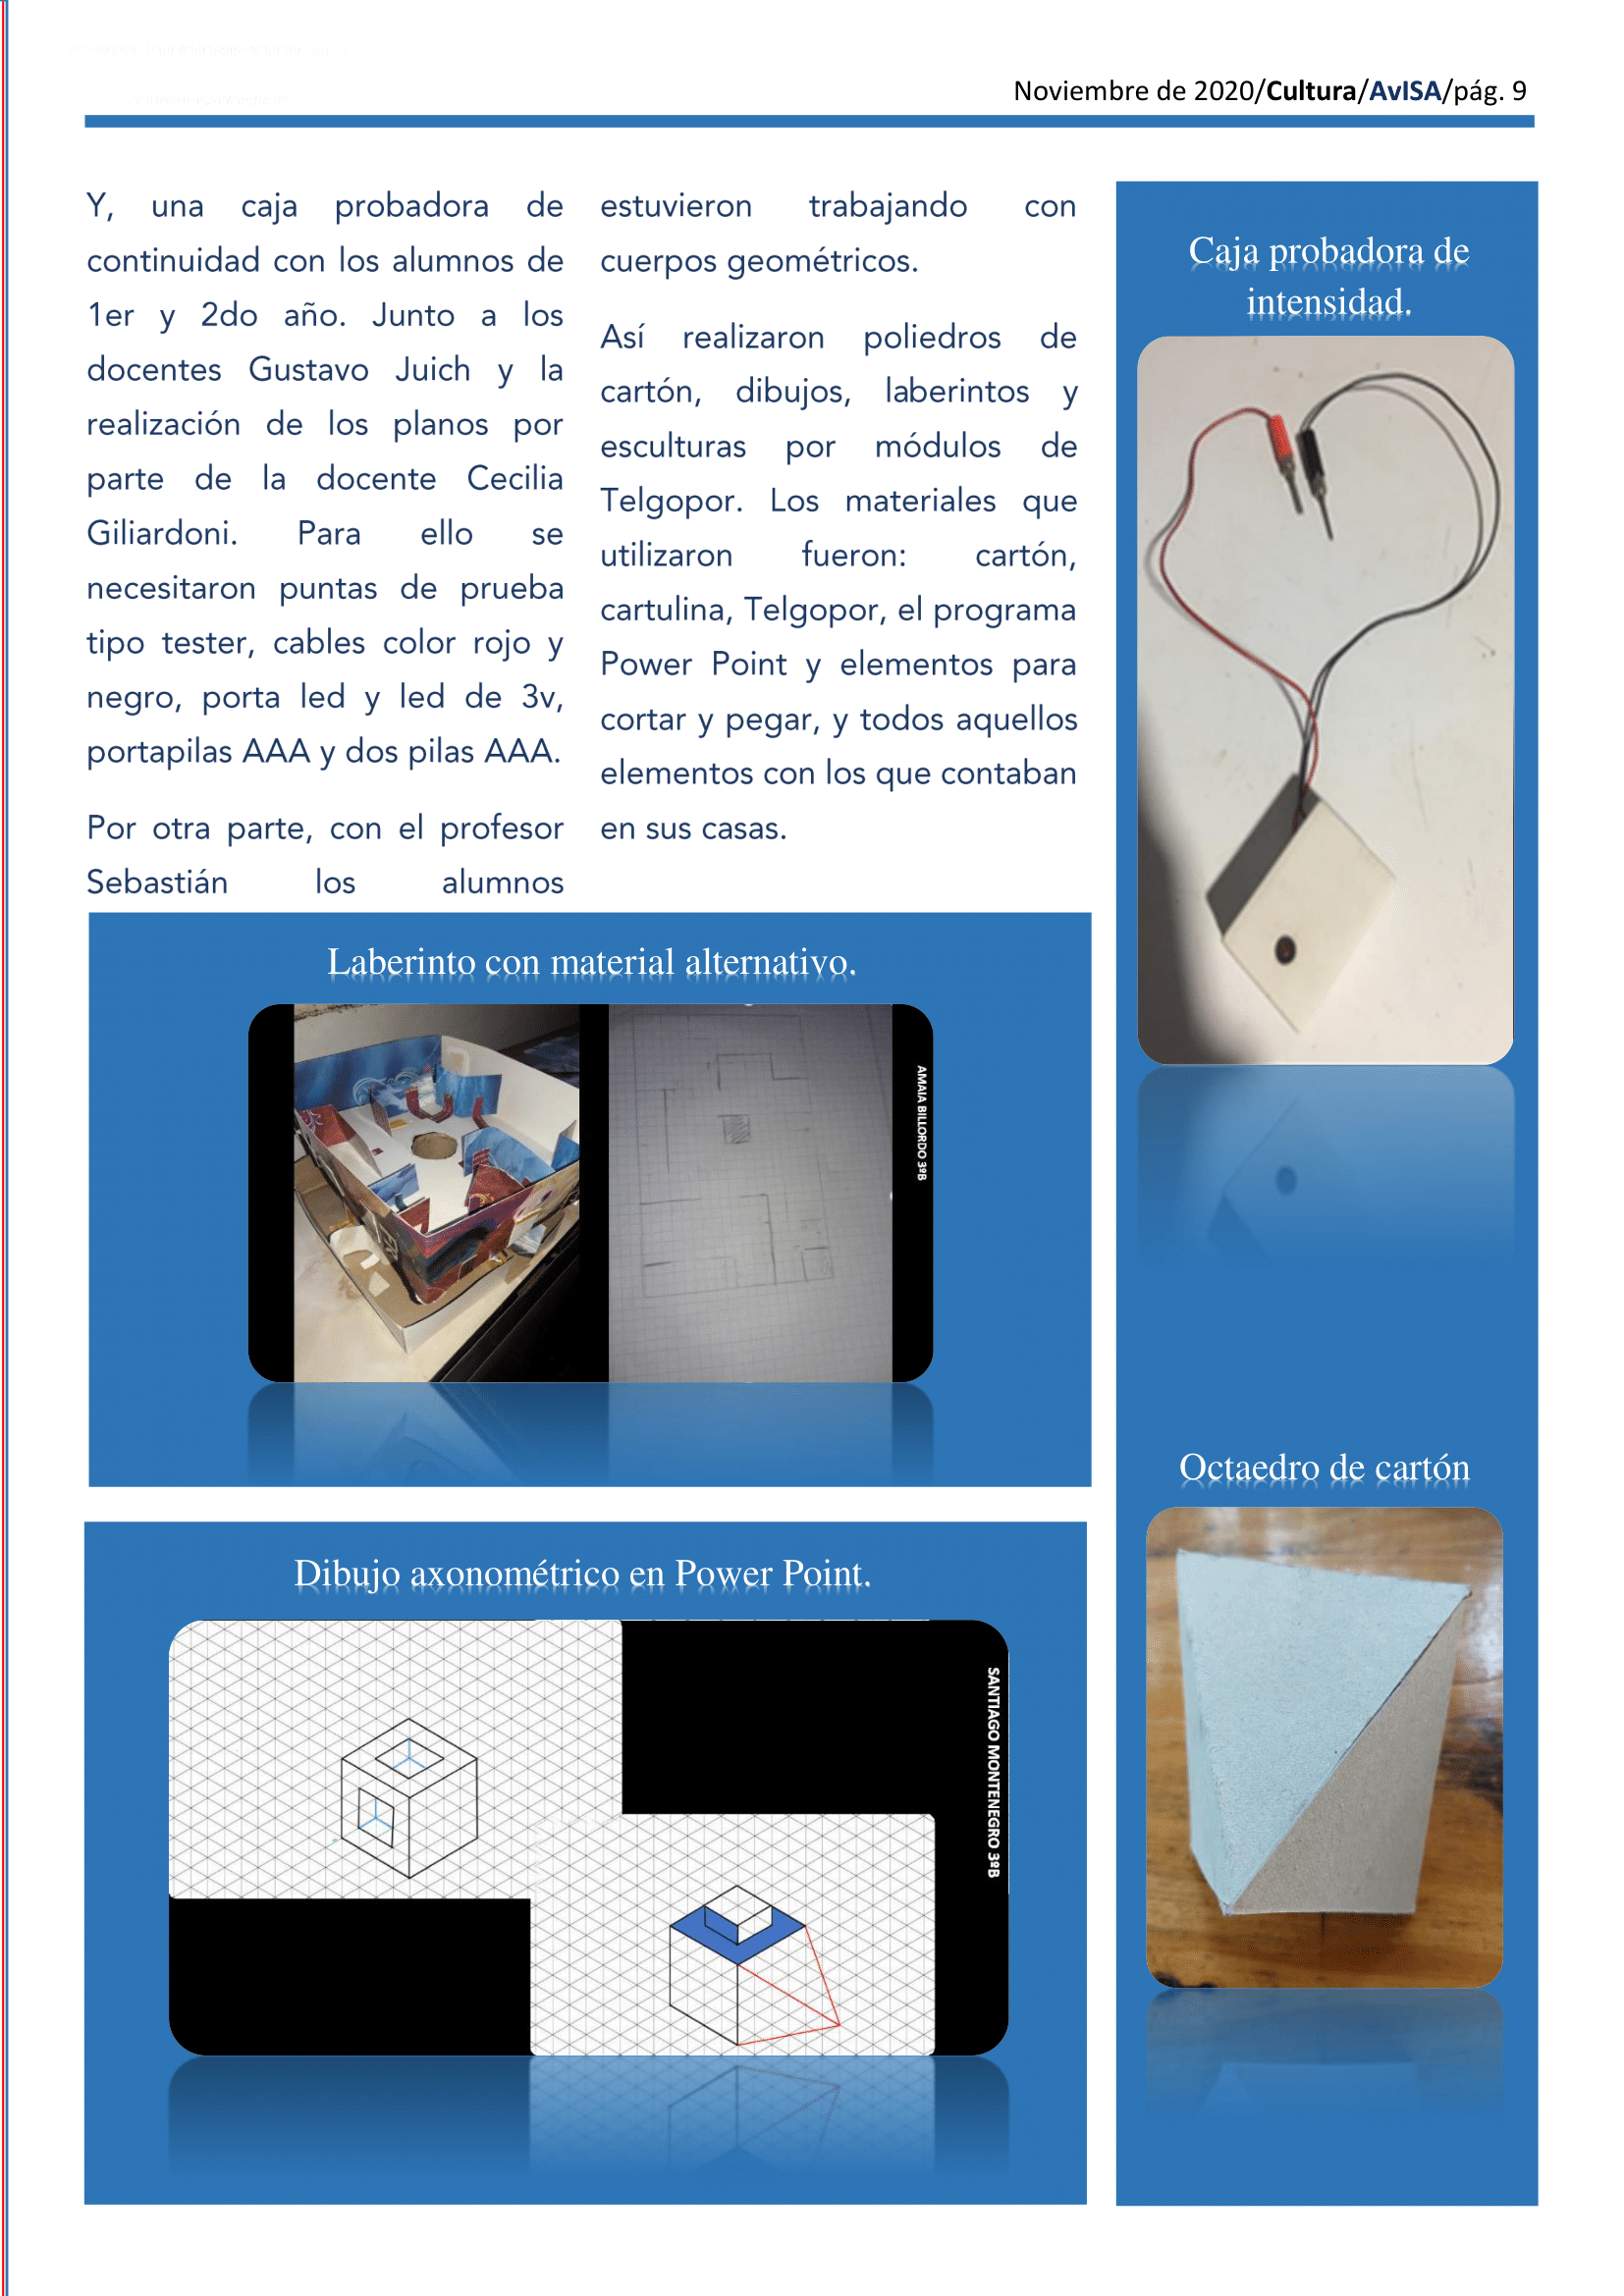 Noviembre de 2020/Cultura/AvISA/pág. 9
Y, una caja probadora de
continuidad con los alumnos de
1er y 2do año. Junto a los
docentes Gustavo Juich y la
realización de los planos por
parte de la docente Cecilia
Giliardoni. Para ello se
necesitaron puntas de prueba
tipo tester, cables color rojo y
negro, porta led y led de 3v,
portapilas AAA y dos pilas AAA.
Por otra parte, con el profesor
Sebastián los alumnos
estuvieron trabajando con
cuerpos geométricos.
Así realizaron poliedros de
cartón, dibujos, laberintos y
esculturas por módulos de
Telgopor. Los materiales que
utilizaron fueron: cartón,
cartulina, Telgopor, el programa
Power Point y elementos para
cortar y pegar, y todos aquellos
elementos con los que contaban
en sus casas.
Caja probadora de
intensidad.
Laberinto con material alternativo.
AMAIA BILLORDO 3ºB
Octaedro de cartón
Dibujo axonométrico en Power Point.
SANTIAGO MONTENEGRO 3ºB